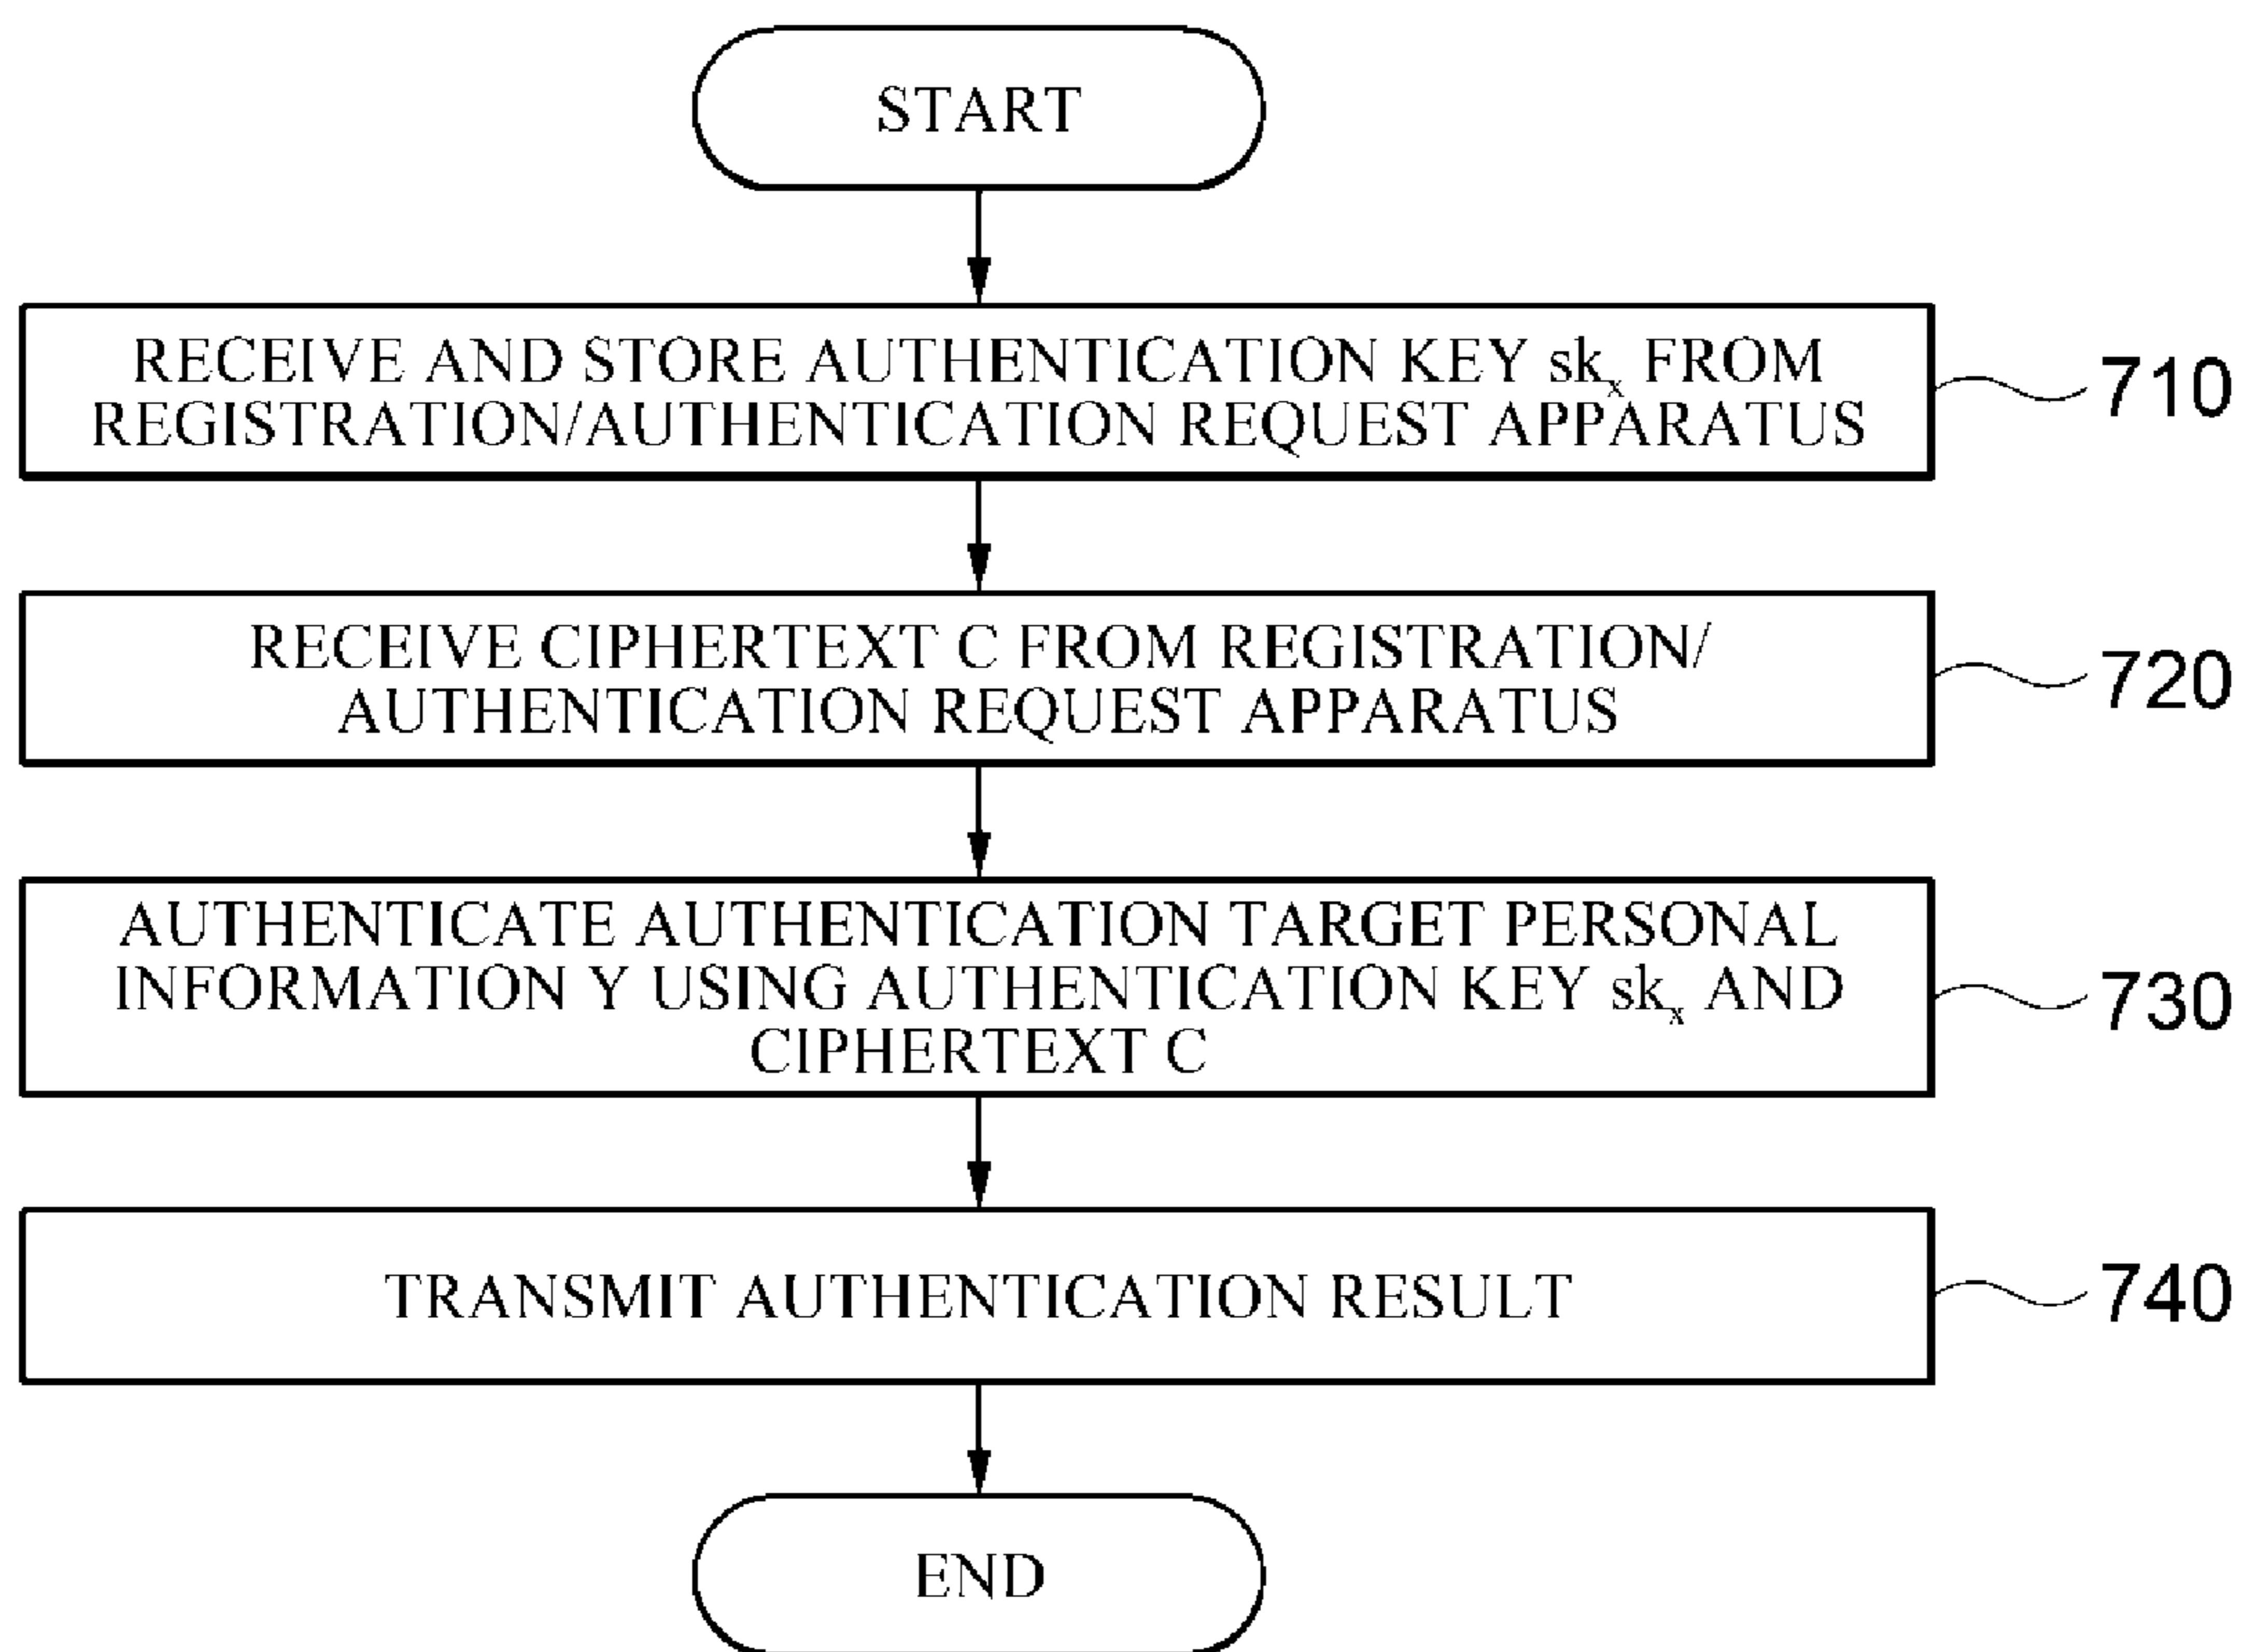 START
RECEIVE AND STORE AUTHENTICATION KEY skₓ FROM
REGISTRATION/AUTHENTICATION REQUEST APPARATUS
710
RECEIVE CIPHERTEXT C FROM REGISTRATION/
AUTHENTICATION REQUEST APPARATUS
720
AUTHENTICATE AUTHENTICATION TARGET PERSONAL
INFORMATION Y USING AUTHENTICATION KEY skₓ AND
CIPHERTEXT C
730
TRANSMIT AUTHENTICATION RESULT
740
END